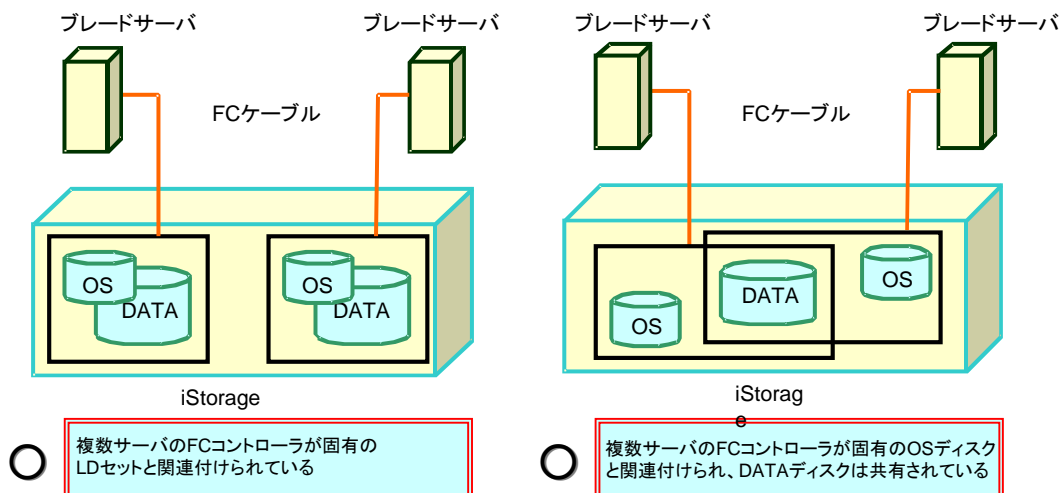 ブレードサーバ
ブレードサーバ
FCケーブル
OS
DATA
OS
DATA
iStorage
複数サーバのFCコントローラが固有の
LDセットと関連付けられている
ブレードサーバ
ブレードサーバ
FCケーブル
OS
DATA
OS
iStorag
e
複数サーバのFCコントローラが固有のOSディスク
と関連付けられ、DATAディスクは共有されている